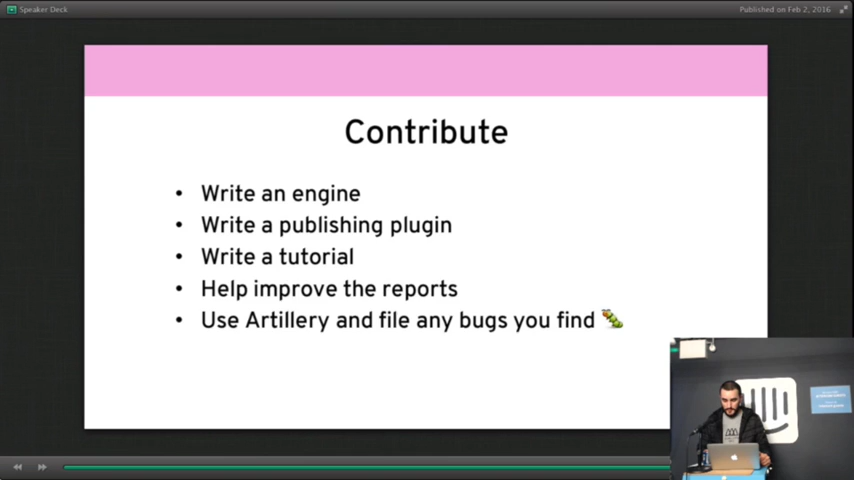 Speaker Deck
Published on Feb 2, 2016
Contribute
• Write an engine
• Write a publishing plugin
• Write a tutorial
• Help improve the reports
• Use Artillery and file any bugs you find 🐛